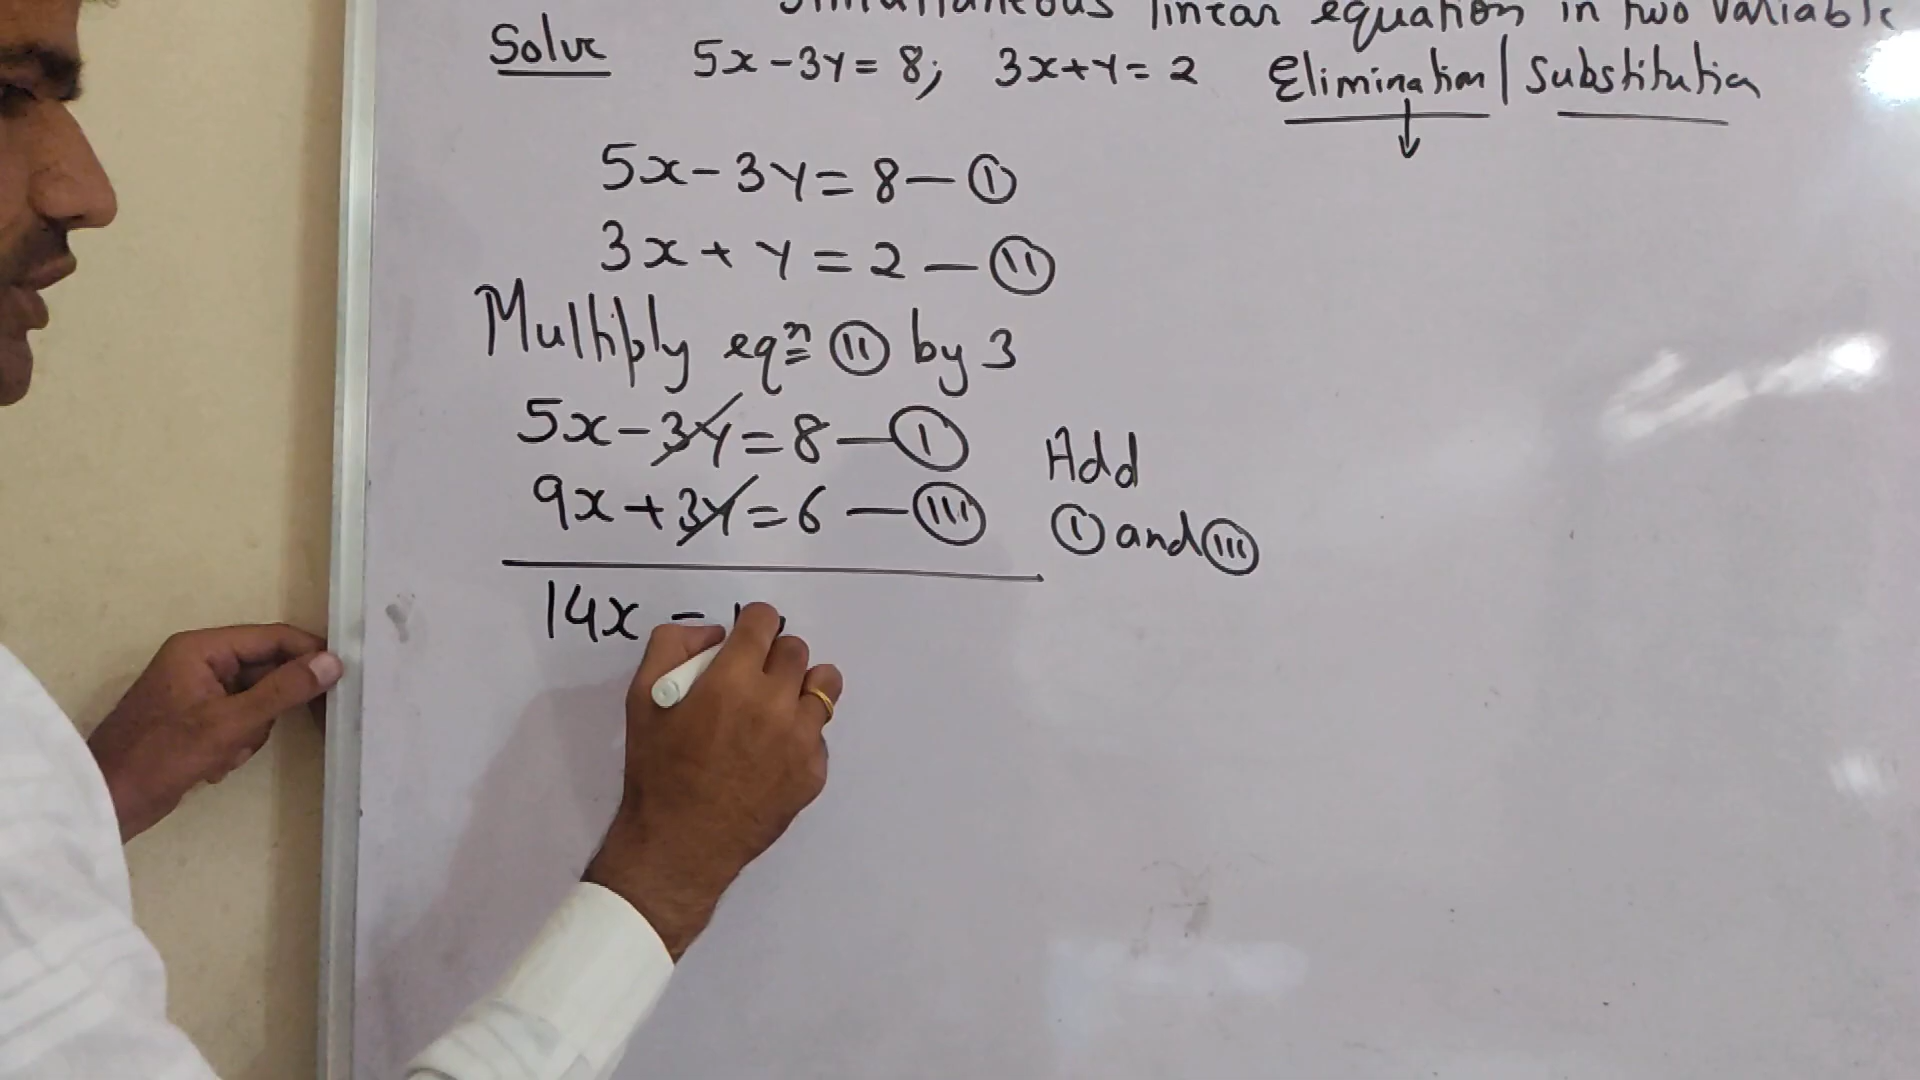 Simultaneous linear equation in two variable
Solve 5x-3y=8; 3x+y=2 Elimination/Substitution
5x-3y=8—Ⓘ
3x+y=2—Ⅱ
Multiply eqⁿ Ⅱ by 3
5x-3y=8—Ⓘ Add
9x+3y=6—Ⅲ Ⓘ and Ⅲ
14x =